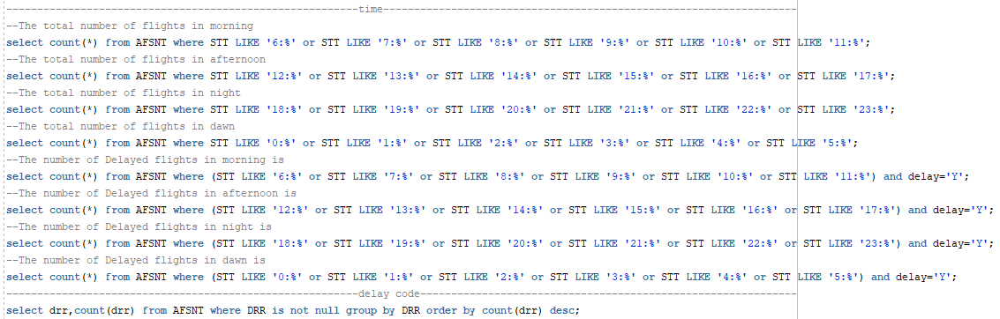 ------------------------------time------------------------------
--The total number of flights in morning
select count(*) from AFSNT where STT LIKE '6:%' or STT LIKE '7:%' or STT LIKE '8:%' or STT LIKE '9:%' or STT LIKE '10:%' or STT LIKE '11:%';
--The total number of flights in afternoon
select count(*) from AFSNT where STT LIKE '12:%' or STT LIKE '13:%' or STT LIKE '14:%' or STT LIKE '15:%' or STT LIKE '16:%' or STT LIKE '17:%';
--The total number of flights in night
select count(*) from AFSNT where STT LIKE '18:%' or STT LIKE '19:%' or STT LIKE '20:%' or STT LIKE '21:%' or STT LIKE '22:%' or STT LIKE '23:%';
--The total number of flights in dawn
select count(*) from AFSNT where STT LIKE '0:%' or STT LIKE '1:%' or STT LIKE '2:%' or STT LIKE '3:%' or STT LIKE '4:%' or STT LIKE '5:%';
--The number of Delayed flights in morning is
select count(*) from AFSNT where (STT LIKE '6:%' or STT LIKE '7:%' or STT LIKE '8:%' or STT LIKE '9:%' or STT LIKE '10:%' or STT LIKE '11:%') and delay='Y';
--The number of Delayed flights in afternoon is
select count(*) from AFSNT where (STT LIKE '12:%' or STT LIKE '13:%' or STT LIKE '14:%' or STT LIKE '15:%' or STT LIKE '16:%' or STT LIKE '17:%') and delay='Y';
--The number of Delayed flights in night is
select count(*) from AFSNT where (STT LIKE '18:%' or STT LIKE '19:%' or STT LIKE '20:%' or STT LIKE '21:%' or STT LIKE '22:%' or STT LIKE '23:%') and delay='Y';
--The number of Delayed flights in dawn is
select count(*) from AFSNT where (STT LIKE '0:%' or STT LIKE '1:%' or STT LIKE '2:%' or STT LIKE '3:%' or STT LIKE '4:%' or STT LIKE '5:%') and delay='Y';
------------------------------delay code------------------------------
select drr,count(drr) from AFSNT where DRR is not null group by DRR order by count(drr) desc;